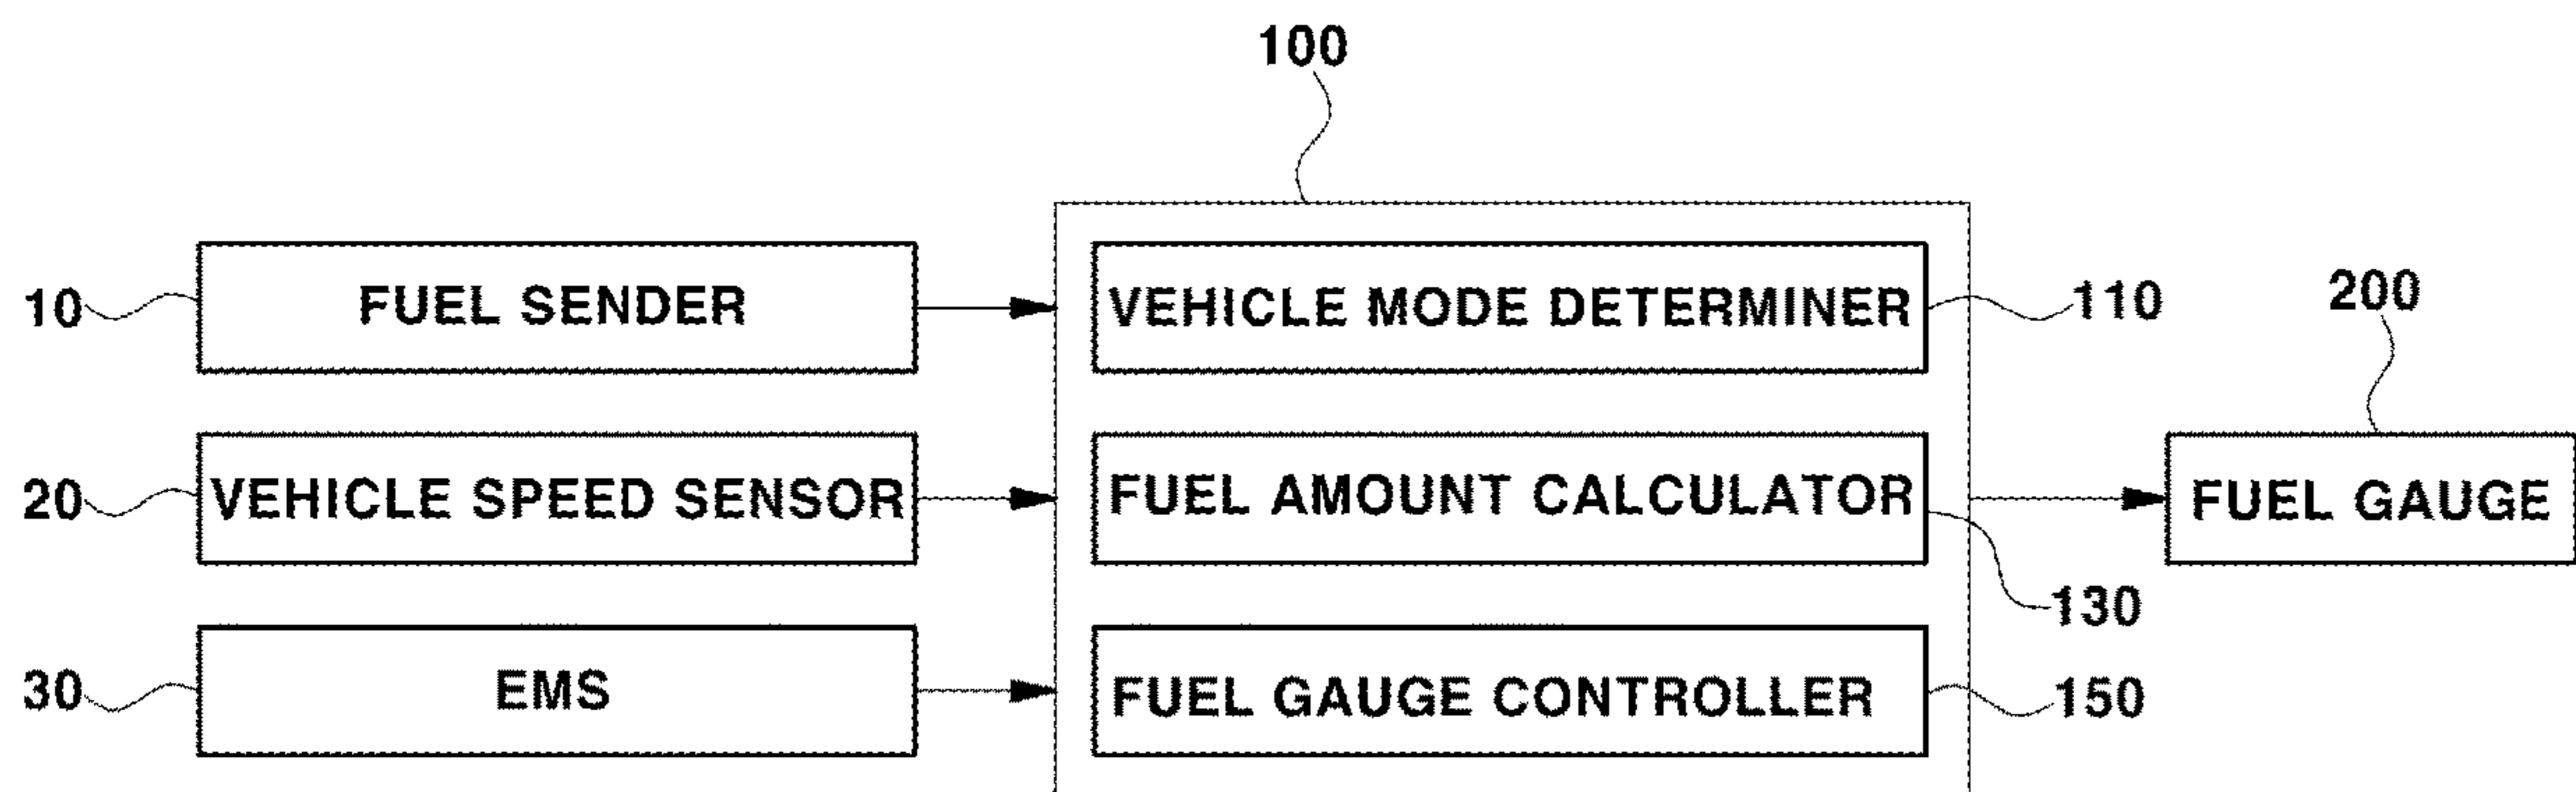 100
10 FUEL SENDER VEHICLE MODE DETERMINER 110 200
20 VEHICLE SPEED SENSOR FUEL AMOUNT CALCULATOR FUEL GAUGE
130
30 EMS FUEL GAUGE CONTROLLER 150